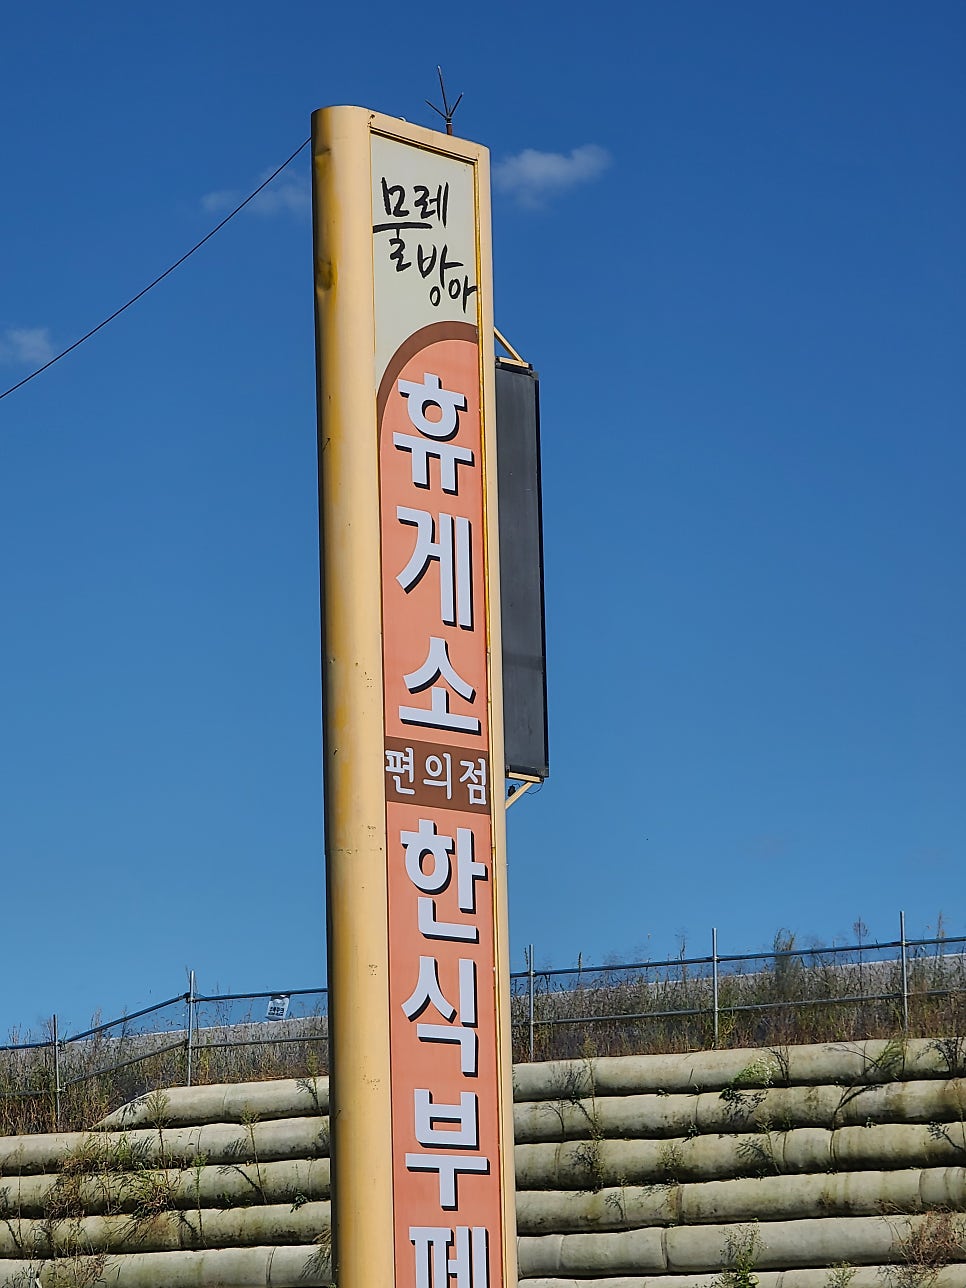 물레
방아
휴게소
편의점
한식부페